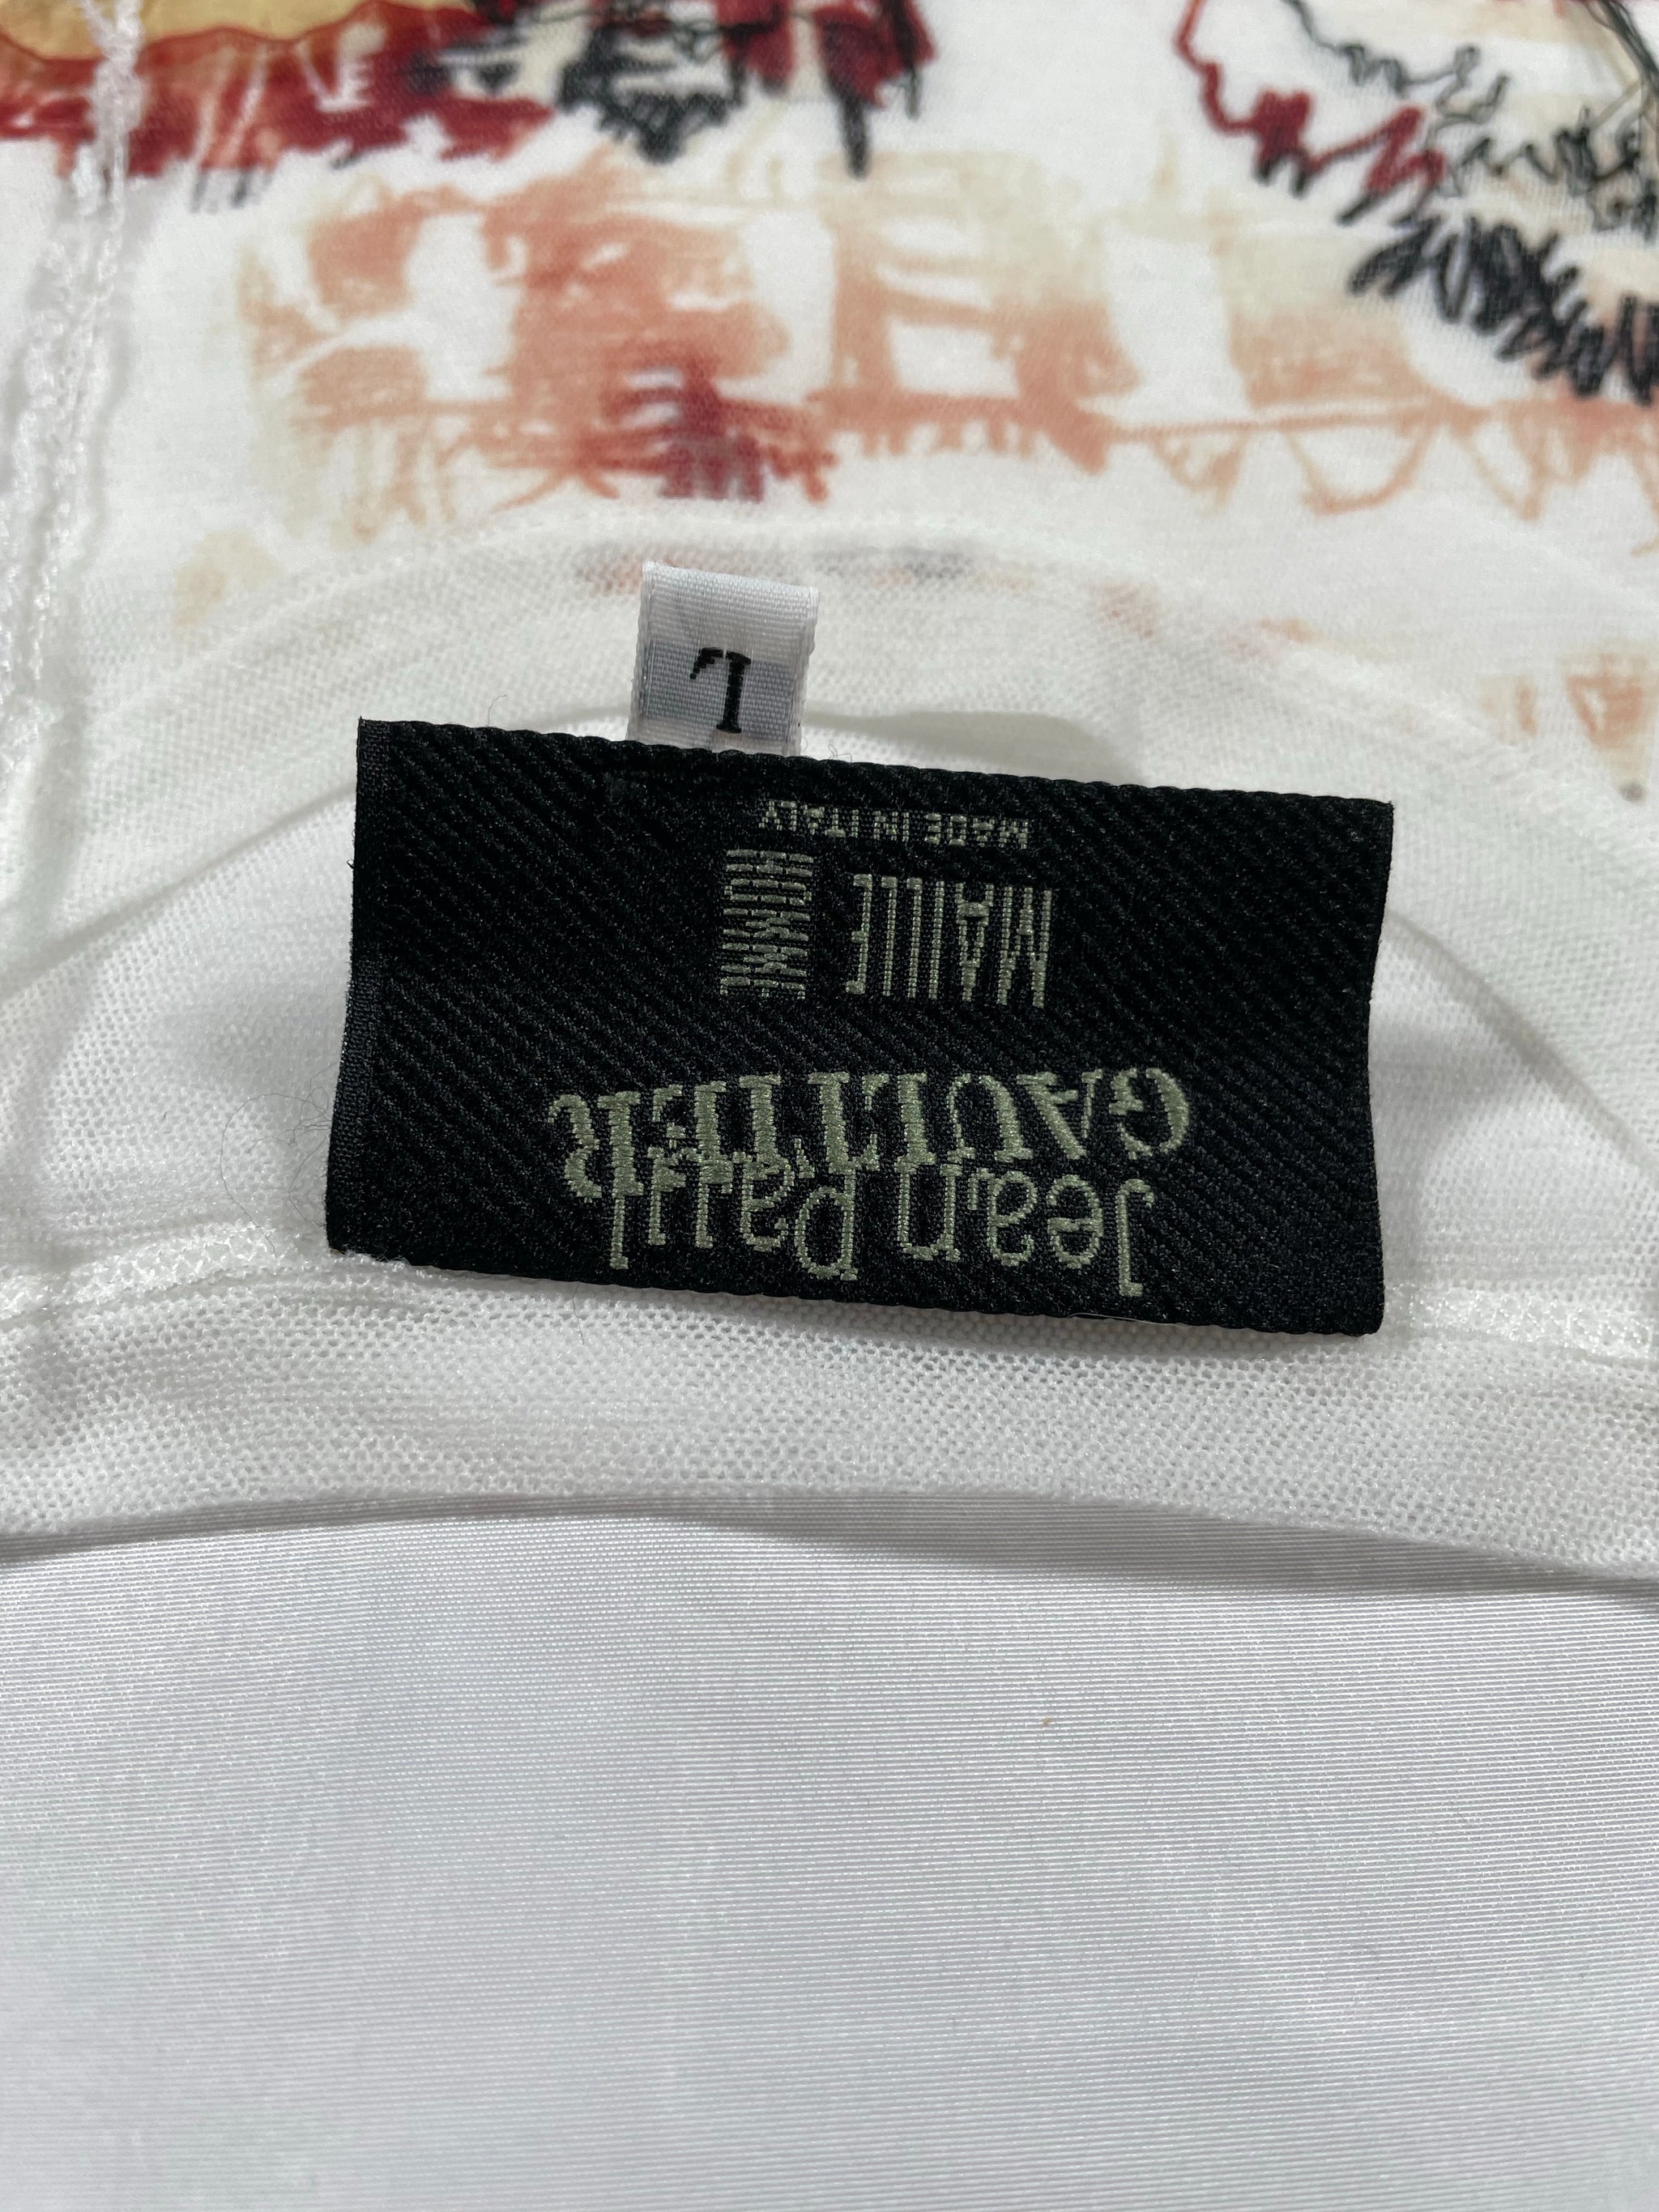 Jean Paul
GAULTIER
MAILLE HOMME
MADE IN ITALY
L